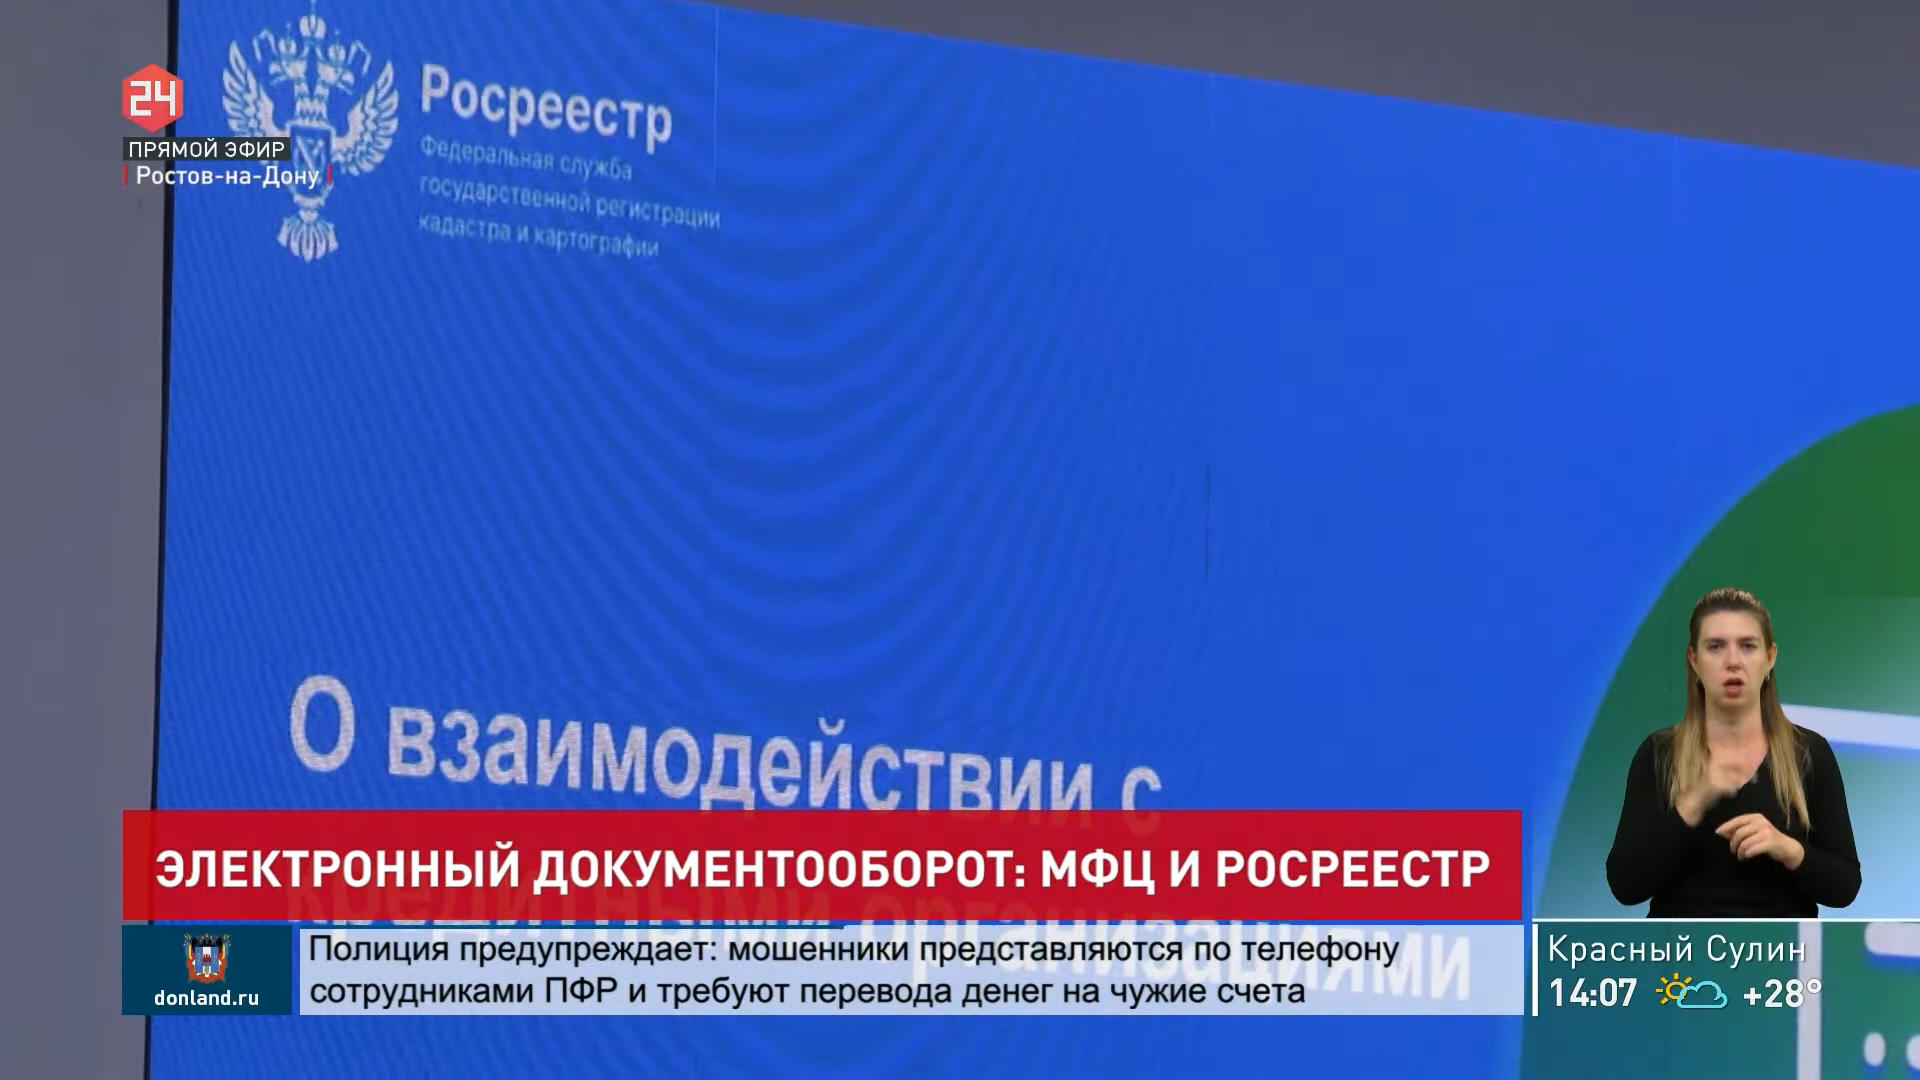 24
ПРЯМОЙ ЭФИР
Ростов-на-Дону
Росреестр
Федеральная служба
государственной регистрации
кадастра и картографии
О взаимодействии с
кредитными организациями
ЭЛЕКТРОННЫЙ ДОКУМЕНТООБОРОТ: МФЦ И РОСРЕЕСТР
donland.ru
Полиция предупреждает: мошенники представляются по телефону
сотрудниками ПФР и требуют перевода денег на чужие счета
Красный Сулин
14:07 +28°